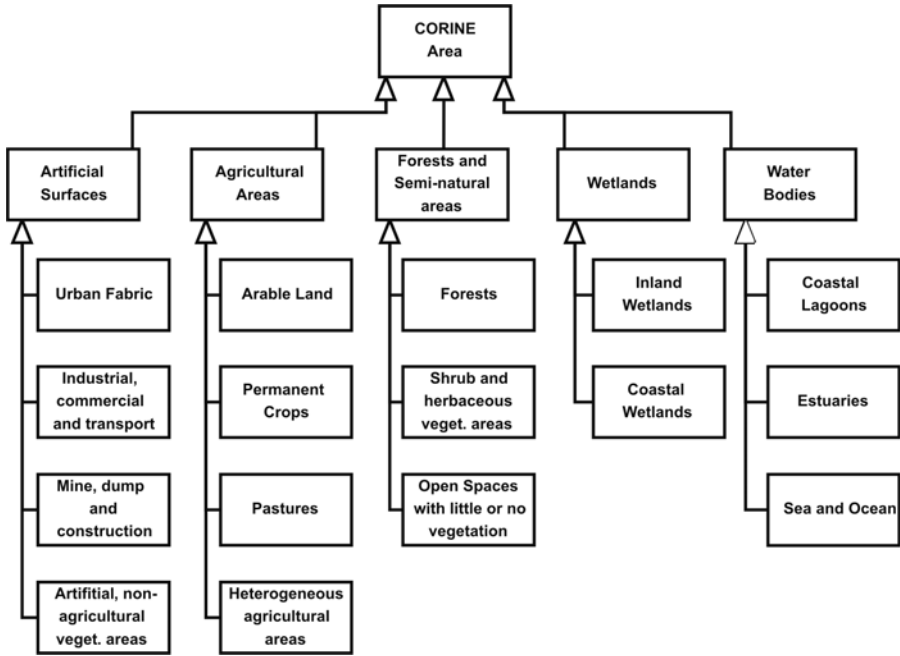 CORINE
Area
Artificial
Surfaces
Agricultural
Areas
Forests and
Semi-natural
areas
Wetlands
Water
Bodies
Urban Fabric
Arable Land
Forests
Inland
Wetlands
Coastal
Lagoons
Industrial,
commercial
and transport
Permanent
Crops
Shrub and
herbaceous
veget. areas
Coastal
Wetlands
Estuaries
Mine, dump
and
construction
Pastures
Open Spaces
with little or no
vegetation
Sea and Ocean
Artifitial, non-
agricultural
veget. areas
Heterogeneous
agricultural
areas